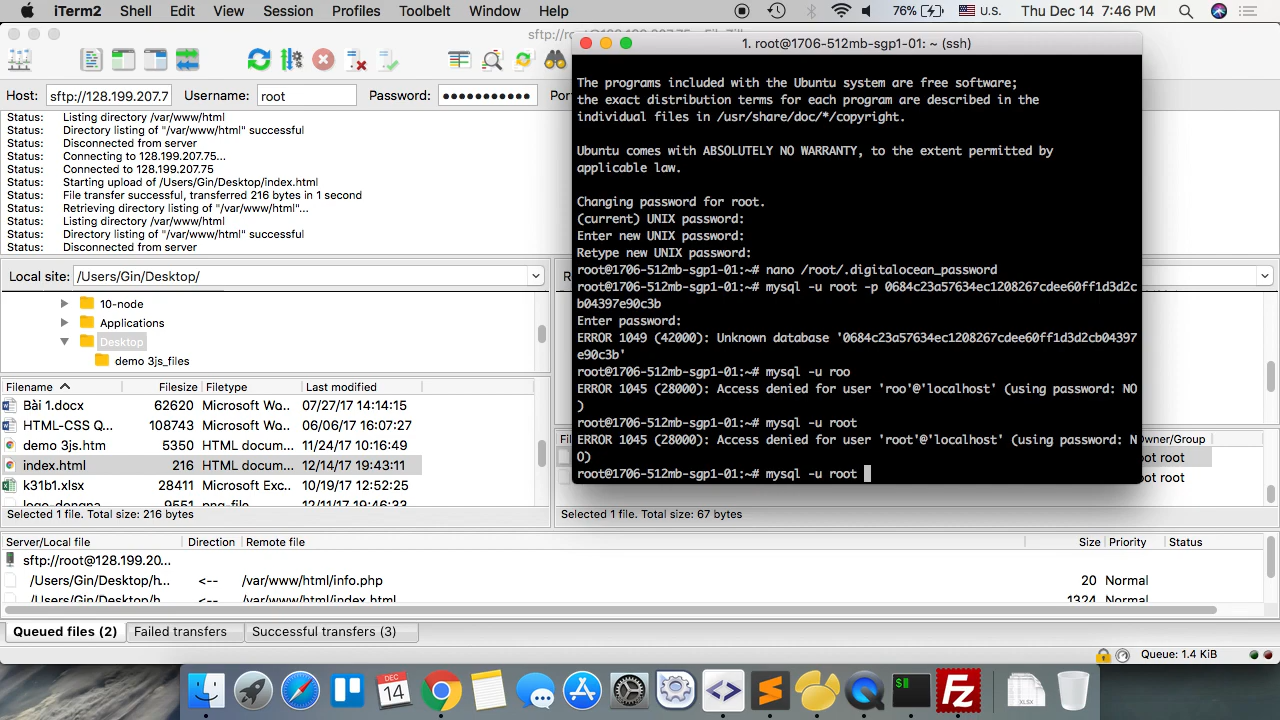 iTerm2 Shell Edit View Session Profiles Toolbelt Window Help 76% U.S. Thu Dec 14 7:46 PM
1. root@1706-512mb-sgp1-01: ~ (ssh)
Host: sftp://128.199.207.7 Username: root Password: •••••••••••
Status: Listing directory /var/www/html
Status: Directory listing of "/var/www/html" successful
Status: Disconnected from server
Status: Connecting to 128.199.207.75...
Status: Connected to 128.199.207.75
Status: Starting upload of /Users/Gin/Desktop/index.html
Status: File transfer successful, transferred 216 bytes in 1 second
Status: Retrieving directory listing of "/var/www/html"...
Status: Listing directory /var/www/html
Status: Directory listing of "/var/www/html" successful
Status: Disconnected from server
The programs included with the Ubuntu system are free software;
the exact distribution terms for each program are described in the
individual files in /usr/share/doc/*/copyright.
Ubuntu comes with ABSOLUTELY NO WARRANTY, to the extent permitted by
applicable law.
Changing password for root.
(current) UNIX password:
Enter new UNIX password:
Retype new UNIX password:
root@1706-512mb-sgp1-01:~# nano /root/.digitalocean_password
root@1706-512mb-sgp1-01:~# mysql -u root -p 0684c23a57634ec1208267cdee60ff1d3d2c
b04397e90c3b
Enter password:
ERROR 1049 (42000): Unknown database '0684c23a57634ec1208267cdee60ff1d3d2cb04397
e90c3b'
root@1706-512mb-sgp1-01:~# mysql -u roo
ERROR 1045 (28000): Access denied for user 'roo'@'localhost' (using password: NO
)
root@1706-512mb-sgp1-01:~# mysql -u root
ERROR 1045 (28000): Access denied for user 'root'@'localhost' (using password: N
O)
root@1706-512mb-sgp1-01:~# mysql -u root
Local site: /Users/Gin/Desktop/
10-node
Applications
Desktop
demo 3js_files
Filename Filesize Filetype Last modified
Bài 1.docx 62620 Microsoft Wo.. 07/27/17 14:14:15
HTML-CSS Q... 108743 Microsoft Wo.. 06/06/17 16:07:27
demo 3js.htm 5350 HTML docum... 11/24/17 10:16:49
index.html 216 HTML docum... 12/14/17 19:43:11
k31b1.xlsx 28411 Microsoft Exc... 10/19/17 12:52:25
Owner/Group
root root
root root
Selected 1 file. Total size: 216 bytes
Selected 1 file. Total size: 67 bytes
Server/Local file Direction Remote file Size Priority Status
sftp://root@128.199.20...
/Users/Gin/Desktop/h... <-- /var/www/html/info.php 20 Normal
/Users/Gin/Desktop/h... <-- /var/www/html/index.html 1324 Normal
Queued files (2) Failed transfers Successful transfers (3)
Queue: 1.4 KiB
DEC
14
$
Fz
XLSX